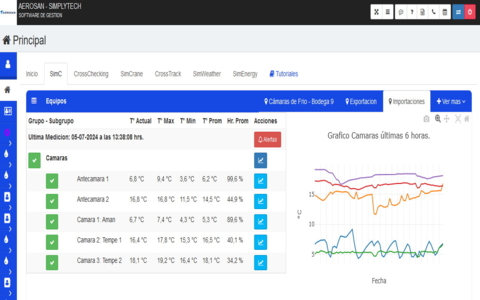 AEROSAN - SIMPLYTECH
SOFTWARE DE GESTION
Principal
Inicio SimC CrossChecking SimCrane CrossTrack SimWeather SimEnergy Tutoriales
Equipos Cámaras de Frio - Bodega 9 Exportacion Importaciones Ver mas
Grupo - Subgrupo T° Actual T° Max T° Min T° Prom Hr. Prom Acciones
Ultima Medicion: 05-07-2024 a las 13:38:08 hrs. Alertas
Camaras
Antecamara 1 6,8 °C 9,4 °C 3,6 °C 6,2 °C 99,6 %
Antecamara 2 16,8 °C 16,8 °C 11,5 °C 14,5 °C 44,9 %
Camara 1: Aman 6,7 °C 7,4 °C 4,3 °C 5,3 °C 89,6 %
Camara 2: Tempe 1 16,4 °C 17,8 °C 15,3 °C 16,5 °C 40,1 %
Camara 3: Tempe 2 18,1 °C 19,2 °C 16,4 °C 18,1 °C 34,2 %
Grafico Camaras últimas 6 horas.
15
10
5
°C
Fecha